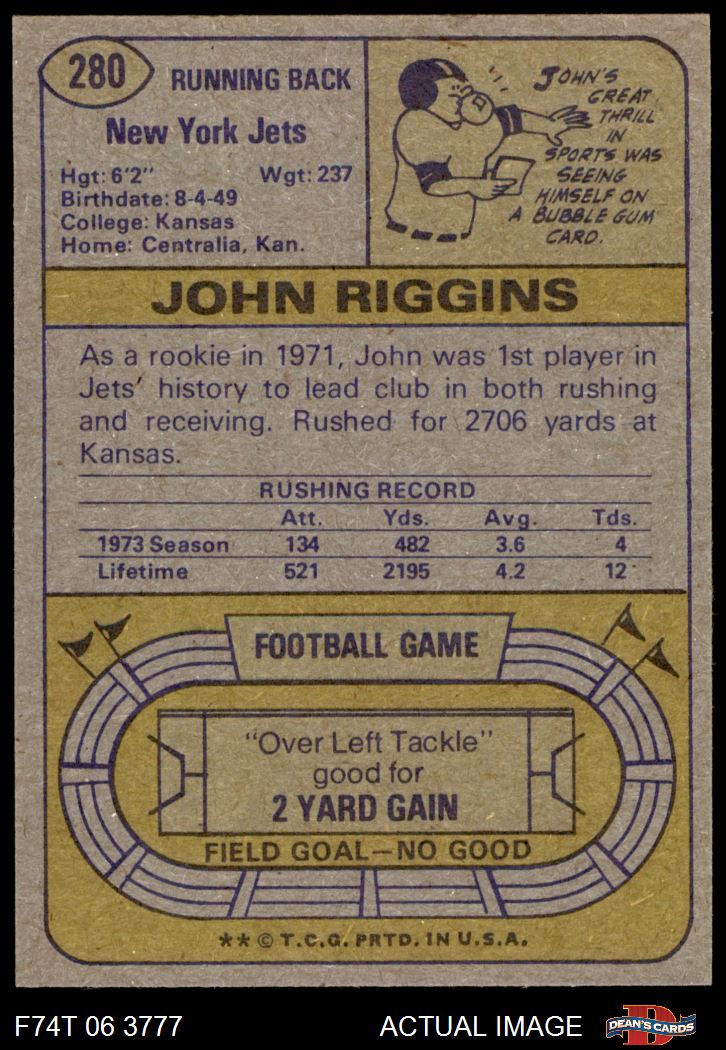 280
RUNNING BACK
New York Jets
Hgt: 6'2" Wgt: 237
Birthdate: 8-4-49
College: Kansas
Home: Centralia, Kan.
JOHN'S
GREAT
THRILL
IN
SPORTS WAS
SEEING
HIMSELF ON
A BUBBLE GUM
CARD.
JOHN RIGGINS
As a rookie in 1971, John was 1st player in
Jets' history to lead club in both rushing
and receiving. Rushed for 2706 yards at
Kansas.
RUSHING RECORD
Att. Yds. Avg. Tds.
1973 Season 134 482 3.6 4
Lifetime 521 2195 4.2 12
FOOTBALL GAME
"Over Left Tackle"
good for
2 YARD GAIN
FIELD GOAL—NO GOOD
** © T.C.G. PRTD. IN U.S.A.
F74T 06 3777 ACTUAL IMAGE
D
DEAN'S CARDS